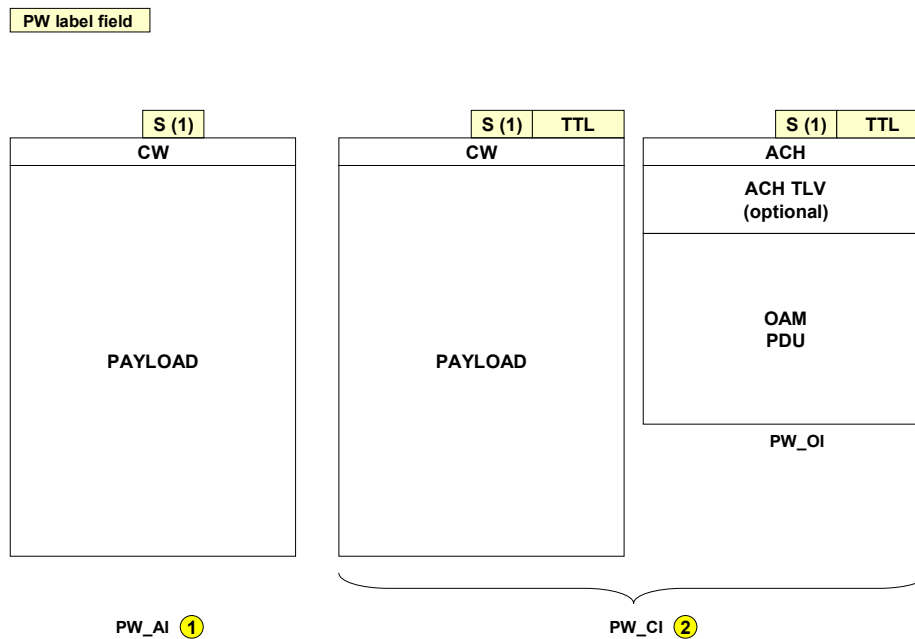 PW label field
S (1)
CW
PAYLOAD
PW_AI 1
S (1) TTL
CW
PAYLOAD
S (1) TTL
ACH
ACH TLV
(optional)
OAM
PDU
PW_OI
PW_CI 2